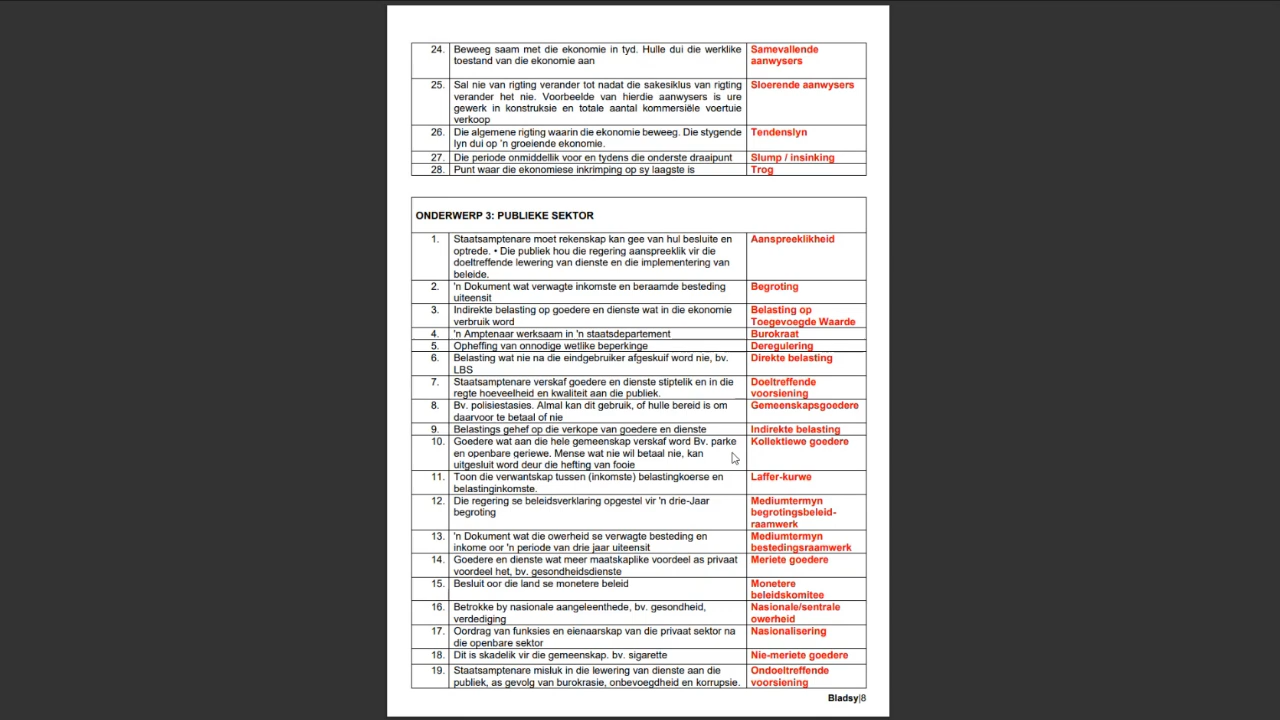 24. Beweeg saam met die ekonomie in tyd. Hulle dui die werklike Samevallende
toestand van die ekonomie aan aanwysers
25. Sal nie van rigting verander tot nadat die sakesiklus van rigting Sloerende aanwysers
verander het nie. Voorbeelde van hierdie aanwysers is ure
gewerk in konstruksie en totale aantal kommersiële voertuie
verkoop
26. Die algemene rigting waarin die ekonomie beweeg. Die stygende Tendenslyn
lyn dui op 'n groeiende ekonomie.
27. Die periode onmiddellik voor en tydens die onderste draaipunt Slump / insinking
28. Punt waar die ekonomiese inkrimping op sy laagste is Trog
ONDERWERP 3: PUBLIEKE SEKTOR
1. Staatsamptenare moet rekenskap kan gee van hul besluite en Aanspreeklikheid
optrede. • Die publiek hou die regering aanspreeklik vir die
doeltreffende lewering van dienste en die implementering van
beleide.
2. 'n Dokument wat verwagte inkomste en beraamde besteding Begroting
uiteensit
3. Indirekte belasting op goedere en dienste wat in die ekonomie Belasting op
verbruik word Toegevoegde Waarde
4. 'n Amptenaar werksaam in 'n staatsdepartement Burokraat
5. Opheffing van onnodige wetlike beperkinge Deregulering
6. Belasting wat nie na die eindgebruiker afgeskuif word nie, bv. Direkte belasting
LBS
7. Staatsamptenare verskaf goedere en dienste stiptelik en in die Doeltreffende
regte hoeveelheid en kwaliteit aan die publiek. voorsiening
8. Bv. polisiestasies. Almal kan dit gebruik, of hulle bereid is om Gemeenskapsgoedere
daarvoor te betaal of nie
9. Belastings gehef op die verkope van goedere en dienste Indirekte belasting
10. Goedere wat aan die hele gemeenskap verskaf word Bv. parke Kollektiewe goedere
en openbare geriewe. Mense wat nie wil betaal nie, kan
uitgesluit word deur die hefting van fooie
11. Toon die verwantskap tussen (inkomste) belastingkoerse en Laffer-kurwe
belastinginkomste.
12. Die regering se beleidsverklaring opgestel vir 'n drie-Jaar Mediumtermyn
begroting begrotingsbeleid-
raamwerk
13. 'n Dokument wat die owerheid se verwagte besteding en Mediumtermyn
inkome oor 'n periode van drie jaar uiteensit bestedingsraamwerk
14. Goedere en dienste wat meer maatskaplike voordeel as privaat Meriete goedere
voordeel het, bv. gesondheidsdienste
15. Besluit oor die land se monetere beleid Monetere
beleidskomitee
16. Betrokke by nasionale aangeleenthede, bv. gesondheid, Nasionale/sentrale
verdediging owerheid
17. Oordrag van funksies en eienaarskap van die privaat sektor na Nasionalisering
die openbare sektor
18. Dit is skadelik vir die gemeenskap. bv. sigarette Nie-meriete goedere
19. Staatsamptenare misluk in die lewering van dienste aan die Ondoeltreffende
publiek, as gevolg van burokrasie, onbevoegdheid en korrupsie. voorsiening
Bladsy|8